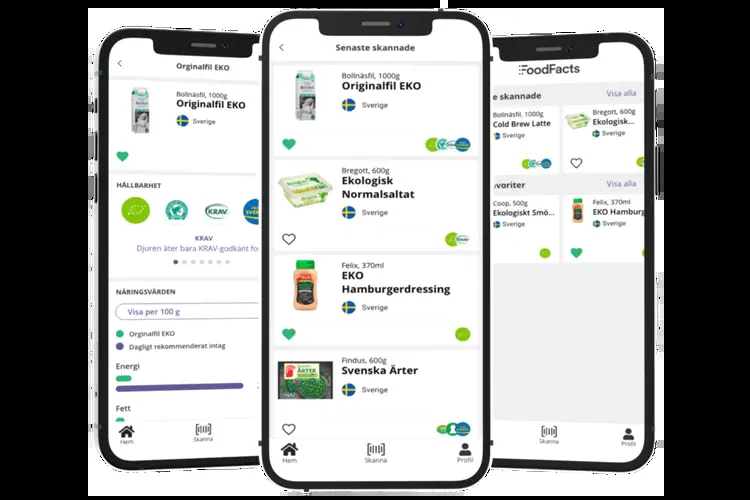 Orginalfil EKO
Bollnäsfil, 1000g
Originalfil EKO
Sverige
HÅLLBARHET
KRAV
KRAV
Djuren äter bara KRAV-godkänt fo
NÄRINGSVÄRDEN
Visa per 100 g
Orginalfil EKO
Dagligt rekommenderat intag
Energi
Fett
Hem
Skanna
Senaste skannade
Bollnäsfil, 1000g
Originalfil EKO
Sverige
Bregott, 600g
Ekologisk
Normalsaltat
Sverige
Felix, 370ml
EKO
Hamburgerdressing
Sverige
Findus, 600g
Svenska Ärter
ÄRTER
Sverige
Hem
Skanna
Profil
FoodFacts
e skannade
Visa alla
Bollnäsfil, 1000g
Cold Brew Latte
Sverige
Bregott, 600g
Ekologisk...
Sverige
voriter
Visa alla
Coop, 500g
Ekologiskt Smö...
Sverige
Felix, 370ml
EKO Hamburg
Sverige
Skanna
Profil